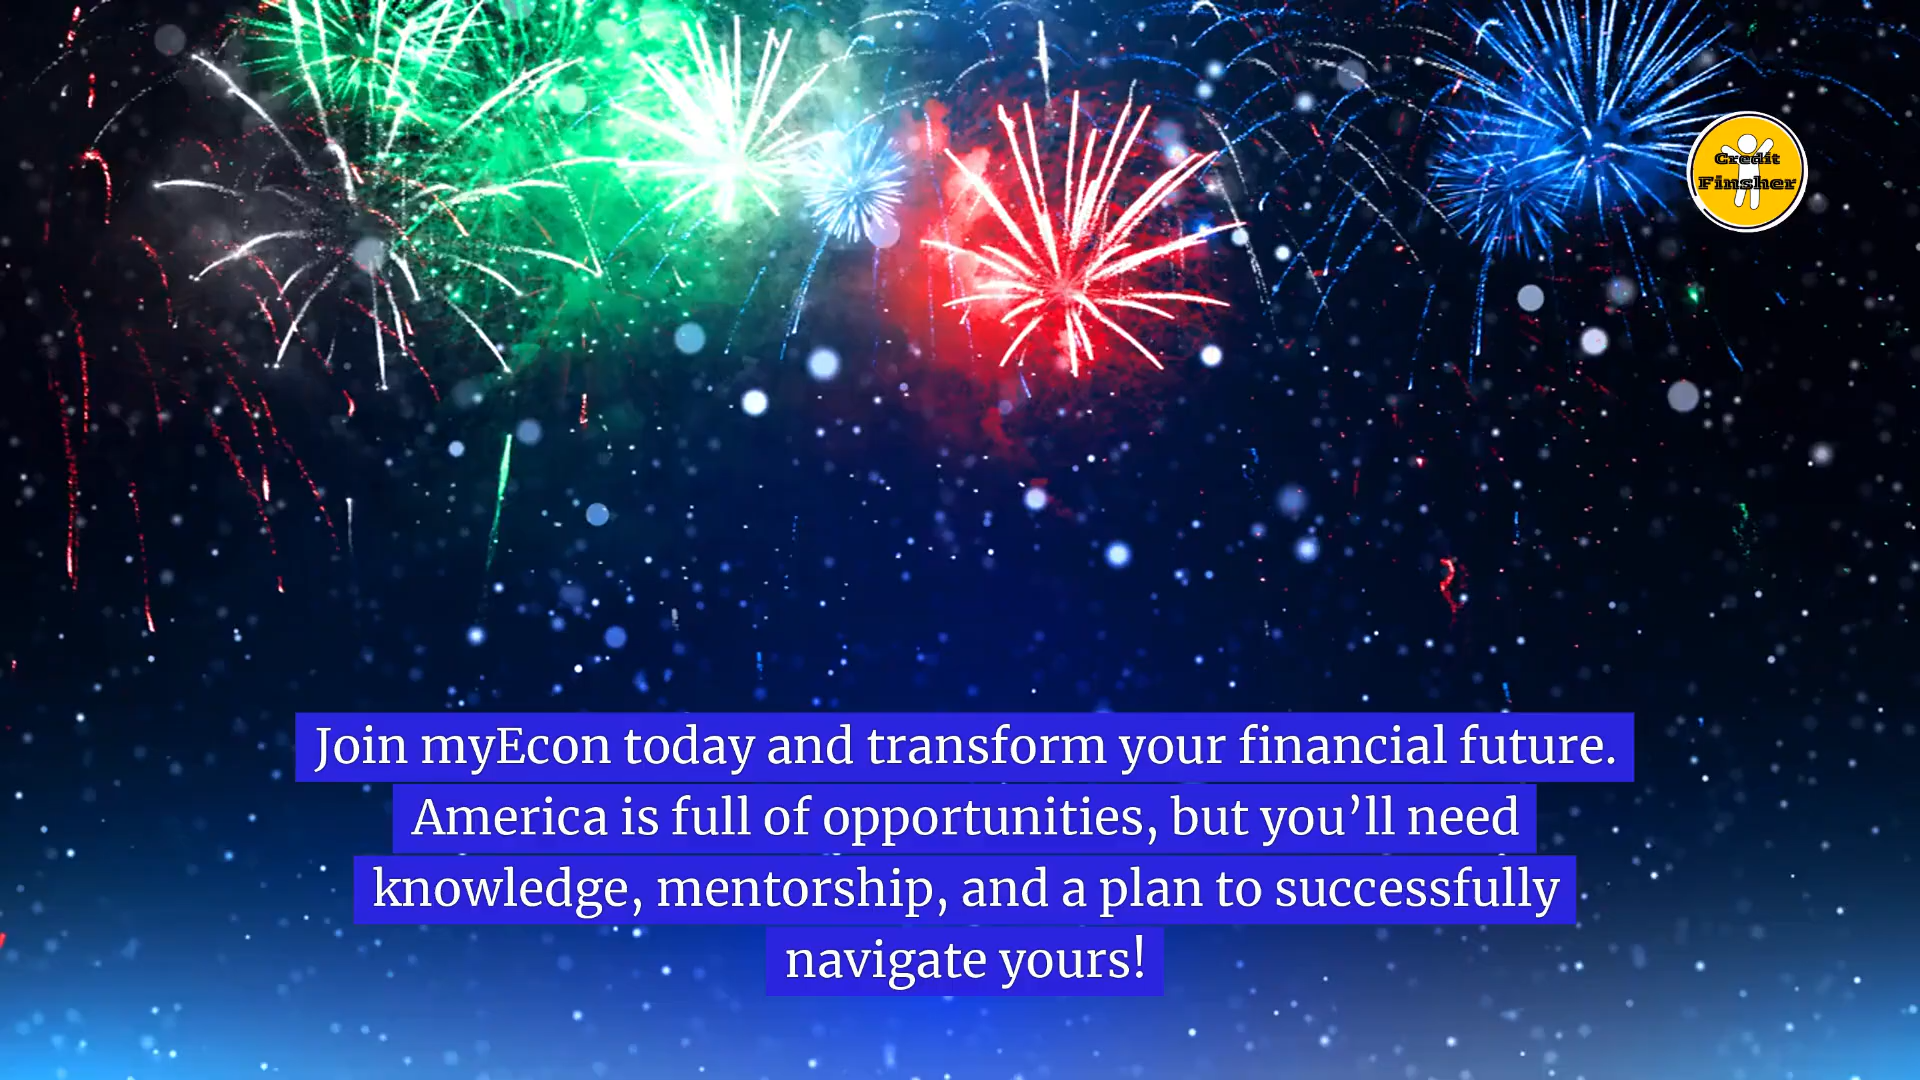 Credit
Finsher
Join myEcon today and transform your financial future.
America is full of opportunities, but you’ll need
knowledge, mentorship, and a plan to successfully
navigate yours!